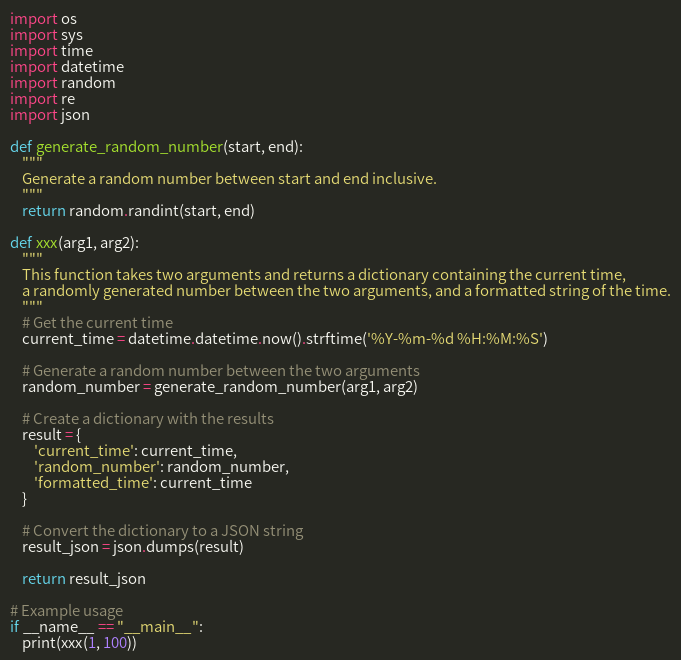 import os
import sys
import time
import datetime
import random
import re
import json

def generate_random_number(start, end):
    """
    Generate a random number between start and end inclusive.
    """
    return random.randint(start, end)

def xxx(arg1, arg2):
    """
    This function takes two arguments and returns a dictionary containing the current time,
    a randomly generated number between the two arguments, and a formatted string of the time.
    """
    # Get the current time
    current_time = datetime.datetime.now().strftime('%Y-%m-%d %H:%M:%S')

    # Generate a random number between the two arguments
    random_number = generate_random_number(arg1, arg2)

    # Create a dictionary with the results
    result = {
        'current_time': current_time,
        'random_number': random_number,
        'formatted_time': current_time
    }

    # Convert the dictionary to a JSON string
    result_json = json.dumps(result)

    return result_json

# Example usage
if __name__ == "__main__":
    print(xxx(1, 100))